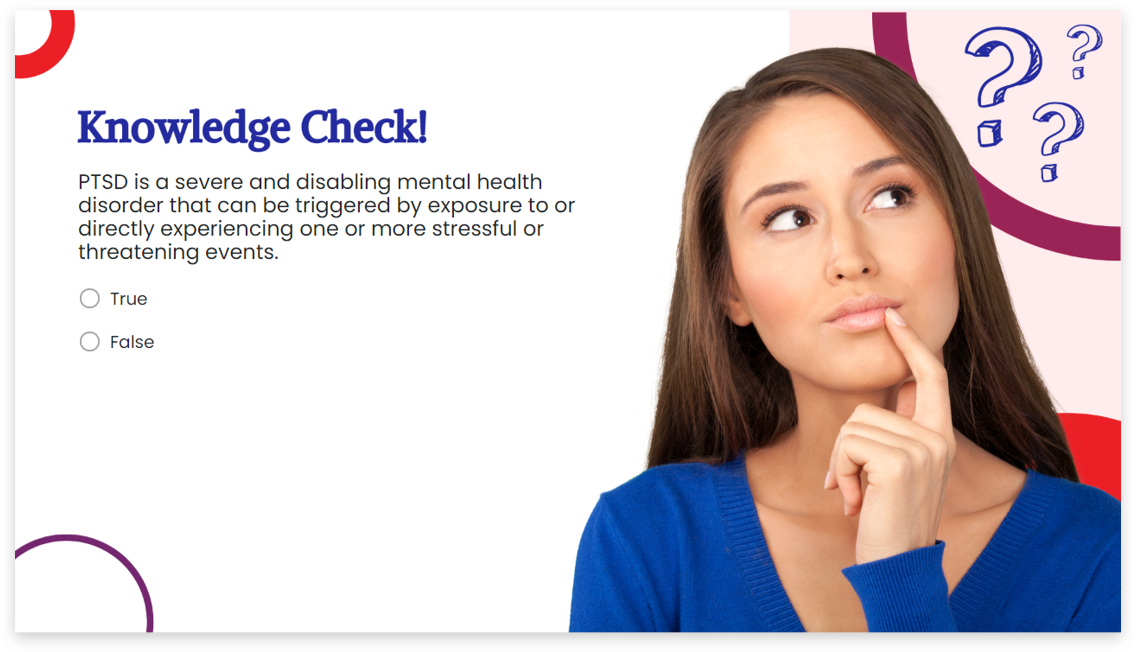 Knowledge Check!
PTSD is a severe and disabling mental health
disorder that can be triggered by exposure to or
directly experiencing one or more stressful or
threatening events.
True
False